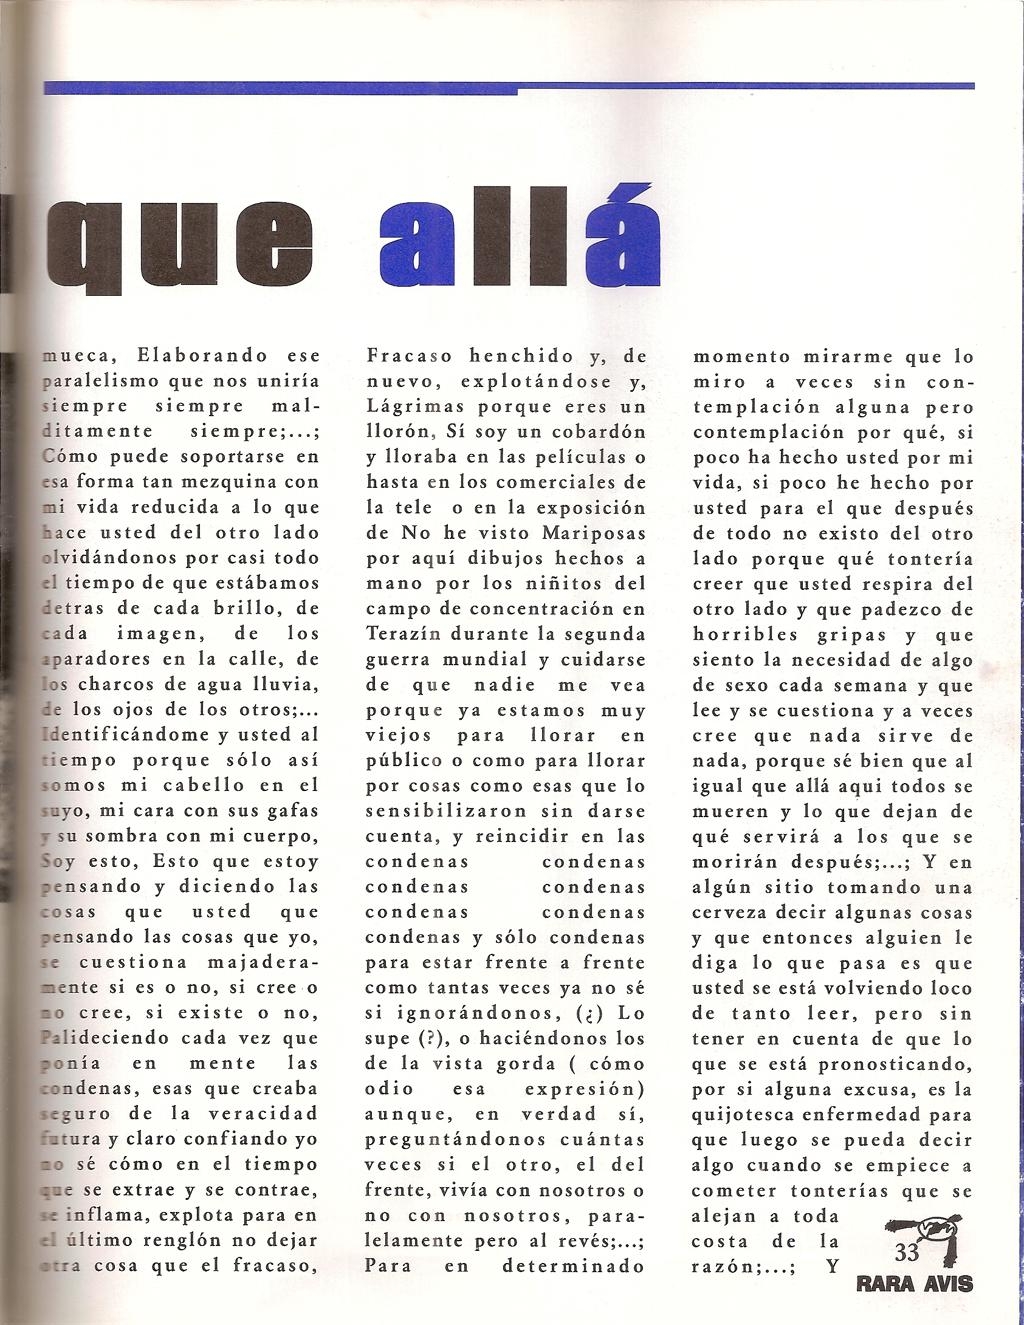 que allá
mueca, Elaborando ese
paralelismo que nos uniría
siempre siempre mal-
ditamente siempre;...;
Cómo puede soportarse en
esa forma tan mezquina con
mi vida reducida a lo que
hace usted del otro lado
olvidándonos por casi todo
el tiempo de que estábamos
detras de cada brillo, de
cada imagen, de los
aparadores en la calle, de
los charcos de agua lluvia,
de los ojos de los otros;...
Identificándome y usted al
tiempo porque sólo así
somos mi cabello en el
suyo, mi cara con sus gafas
y su sombra con mi cuerpo,
Soy esto, Esto que estoy
pensando y diciendo las
cosas que usted que
pensando las cosas que yo,
se cuestiona majadera-
mente si es o no, si cree o
no cree, si existe o no,
Palideciendo cada vez que
ponía en mente las
condenas, esas que creaba
seguro de la veracidad
futura y claro confiando yo
no sé cómo en el tiempo
que se extrae y se contrae,
se inflama, explota para en
el último renglón no dejar
otra cosa que el fracaso,
Fracaso henchido y, de
nuevo, explotándose y,
Lágrimas porque eres un
llorón, Sí soy un cobardón
y lloraba en las películas o
hasta en los comerciales de
la tele o en la exposición
de No he visto Mariposas
por aquí dibujos hechos a
mano por los niñitos del
campo de concentración en
Terazín durante la segunda
guerra mundial y cuidarse
de que nadie me vea
porque ya estamos muy
viejos para llorar en
público o como para llorar
por cosas como esas que lo
sensibilizaron sin darse
cuenta, y reincidir en las
condenas condenas
condenas condenas
condenas condenas
condenas y sólo condenas
para estar frente a frente
como tantas veces ya no sé
si ignorándonos, (¿) Lo
supe (?), o haciéndonos los
de la vista gorda ( cómo
odio esa expresión)
aunque, en verdad sí,
preguntándonos cuántas
veces si el otro, el del
frente, vivía con nosotros o
no con nosotros, para-
lelamente pero al revés;...;
Para en determinado
momento mirarme que lo
miro a veces sin con-
templación alguna pero
contemplación por qué, si
poco ha hecho usted por mi
vida, si poco he hecho por
usted para el que después
de todo no existo del otro
lado porque qué tontería
creer que usted respira del
otro lado y que padezco de
horribles gripas y que
siento la necesidad de algo
de sexo cada semana y que
lee y se cuestiona y a veces
cree que nada sirve de
nada, porque sé bien que al
igual que allá aqui todos se
mueren y lo que dejan de
qué servirá a los que se
morirán después;...; Y en
algún sitio tomando una
cerveza decir algunas cosas
y que entonces alguien le
diga lo que pasa es que
usted se está volviendo loco
de tanto leer, pero sin
tener en cuenta de que lo
que se está pronosticando,
por si alguna excusa, es la
quijotesca enfermedad para
que luego se pueda decir
algo cuando se empiece a
cometer tonterías que se
alejan a toda
costa de la
razón;...; Y
33
RARA AVIS